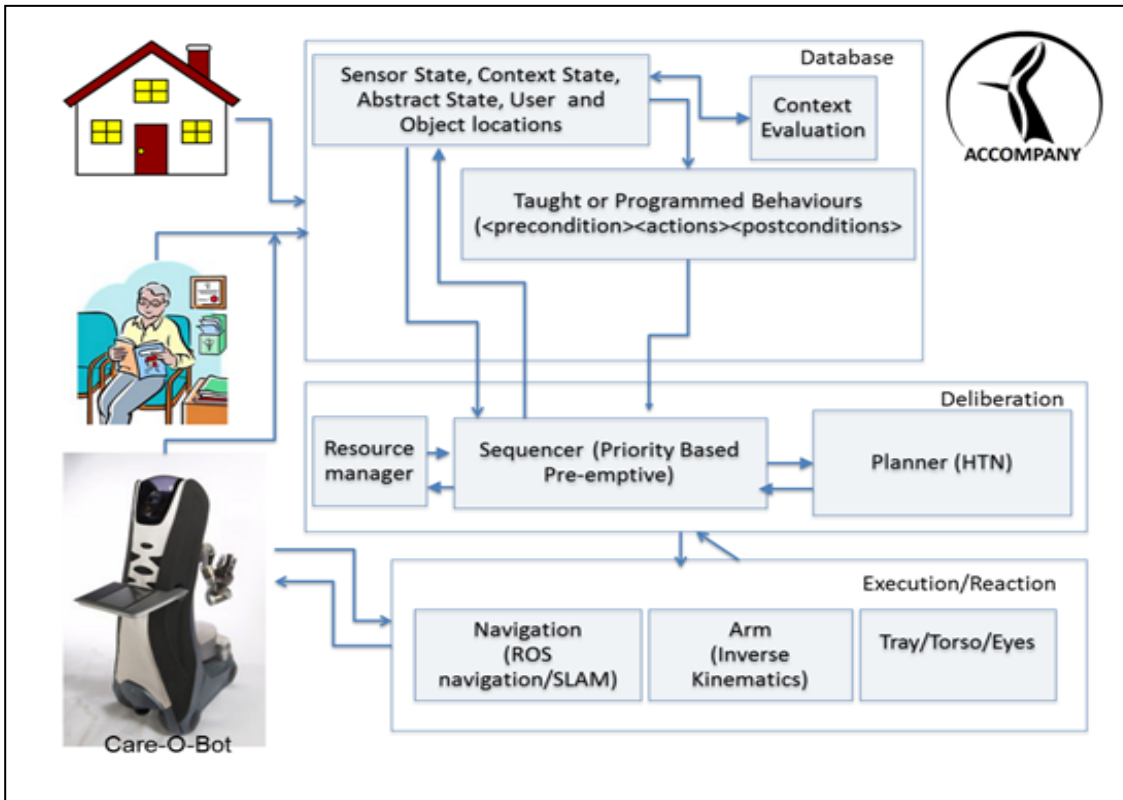 Database
Sensor State, Context State,
Abstract State, User and
Object locations
Context
Evaluation
ACCOMPANY
Taught or Programmed Behaviours
(<precondition><actions><postconditions>
Deliberation
Resource
manager
Sequencer (Priority Based
Pre-emptive)
Planner (HTN)
Execution/Reaction
Navigation
(ROS
navigation/SLAM)
Arm
(Inverse
Kinematics)
Tray/Torso/Eyes
Care-O-Bot